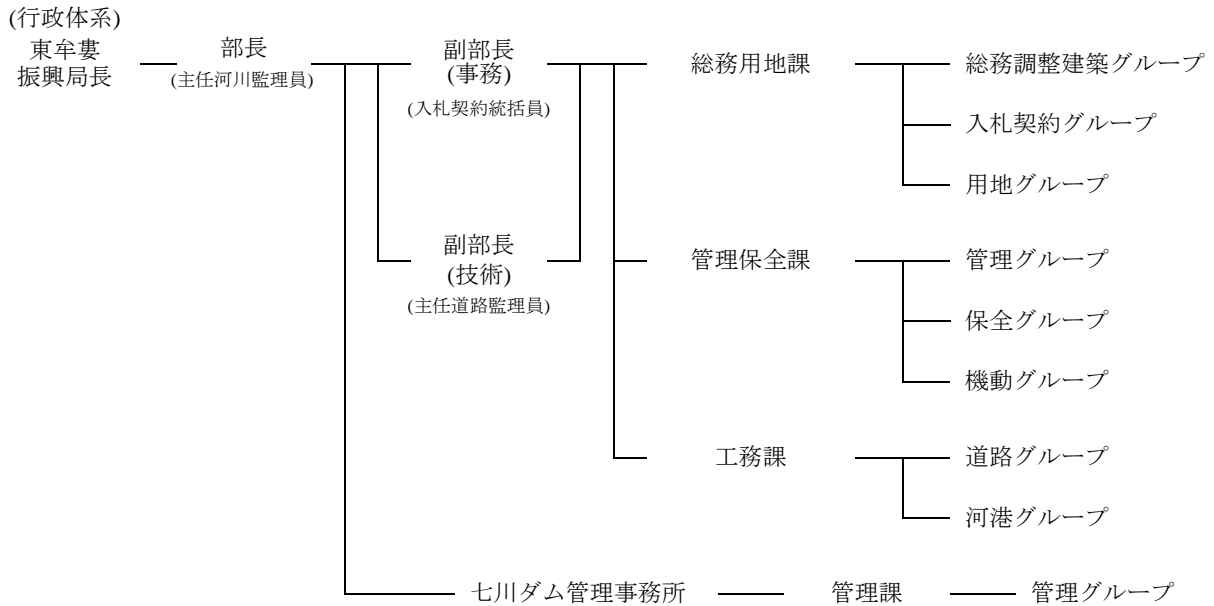 (行政体系)
東牟婁
振興局長
部長
(主任河川監理員)
副部長
(事務)
(入札契約統括員)
総務用地課
総務調整建築グループ
入札契約グループ
用地グループ
副部長
(技術)
(主任道路監理員)
管理保全課
管理グループ
保全グループ
機動グループ
工務課
道路グループ
河港グループ
七川ダム管理事務所
管理課
管理グループ